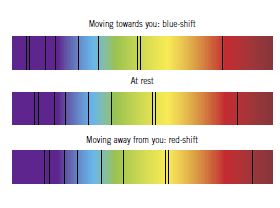 Moving towards you: blue-shift
At rest
Moving away from you: red-shift